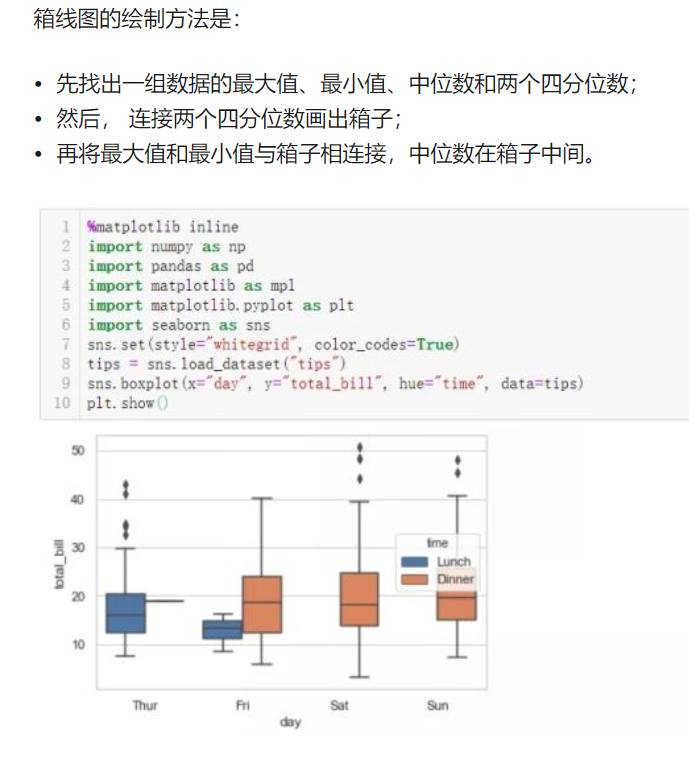 箱线图的绘制方法是：
• 先找出一组数据的最大值、最小值、中位数和两个四分位数；
• 然后， 连接两个四分位数画出箱子；
• 再将最大值和最小值与箱子相连接，中位数在箱子中间。
1 %matplotlib inline
2 import numpy as np
3 import pandas as pd
4 import matplotlib as mpl
5 import matplotlib.pyplot as plt
6 import seaborn as sns
7 sns.set(style="whitegrid", color_codes=True)
8 tips = sns.load_dataset("tips")
9 sns.boxplot(x="day", y="total_bill", hue="time", data=tips)
10 plt.show()
50
40
30
20
10
total_bill
time
Lunch
Dinner
Thur Fri Sat Sun
day